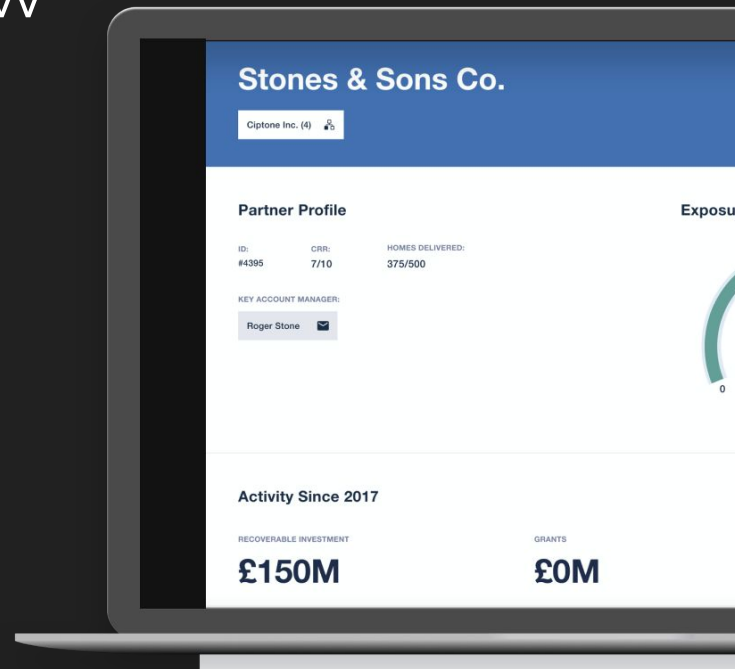 Stones & Sons Co.
Ciptone Inc. (4)
Partner Profile
ID:
#4395
CRR:
7/10
HOMES DELIVERED:
375/500
KEY ACCOUNT MANAGER:
Roger Stone
Exposu
0
Activity Since 2017
RECOVERABLE INVESTMENT
£150M
GRANTS
£0M